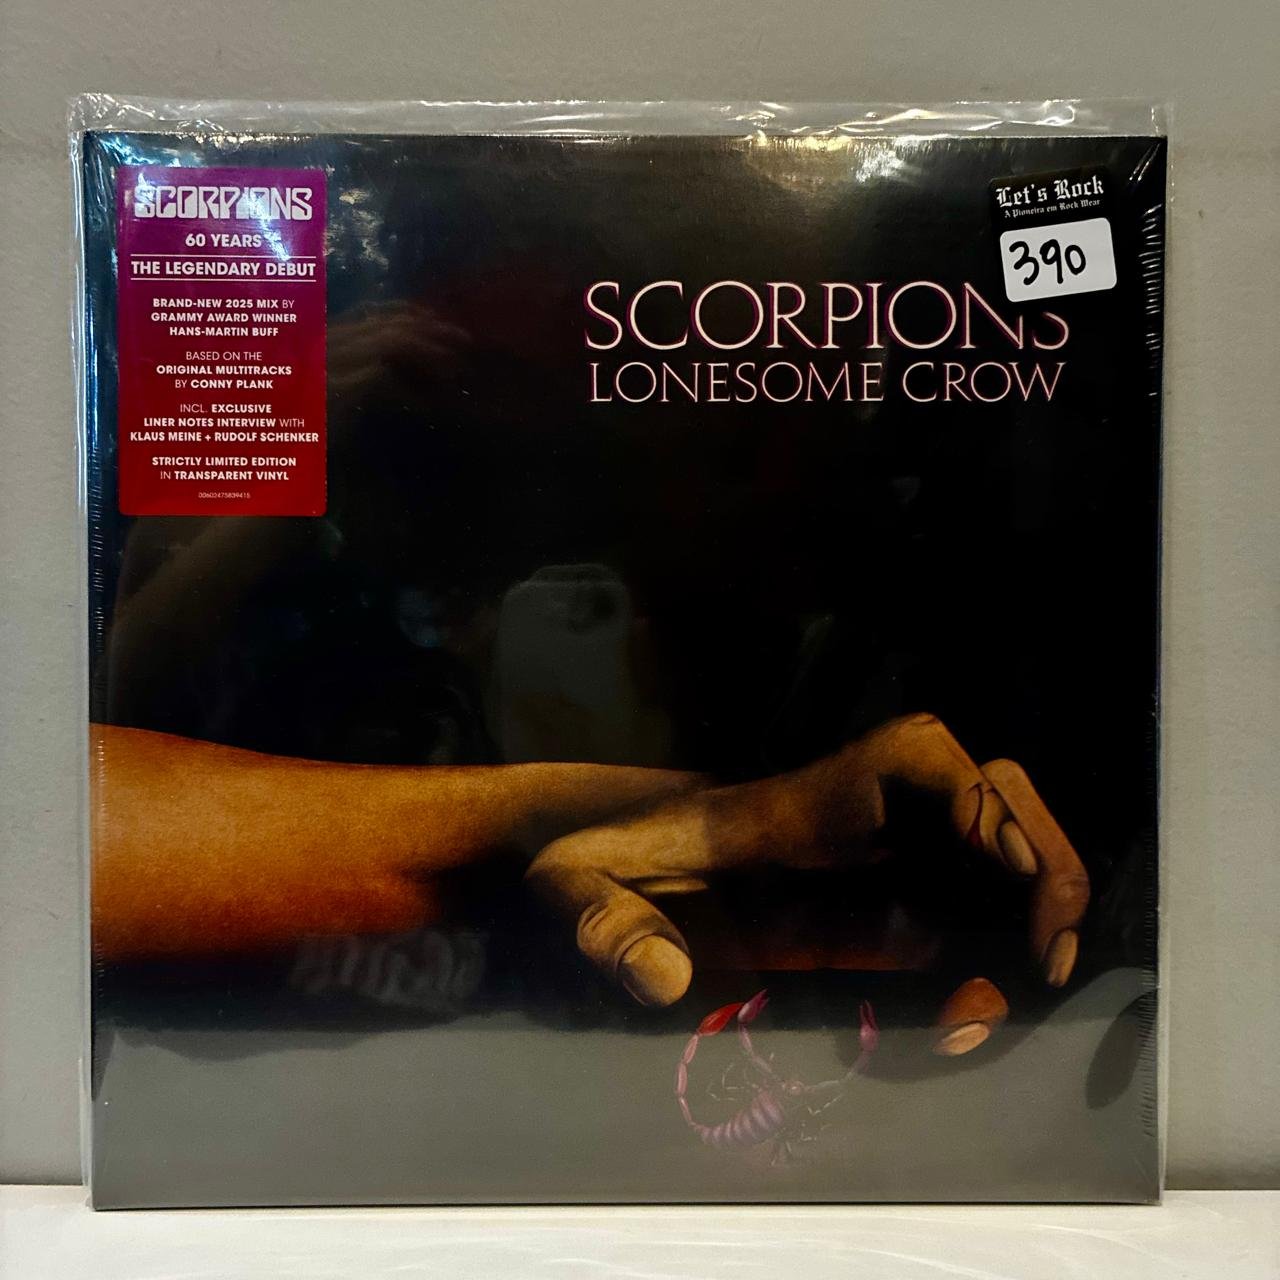 SCORPIONS
60 YEARS
THE LEGENDARY DEBUT
BRAND-NEW 2025 MIX BY
GRAMMY AWARD WINNER
HANS-MARTIN BUFF
BASED ON THE
ORIGINAL MULTITRACKS
BY CONNY PLANK
INCL. EXCLUSIVE
LINER NOTES INTERVIEW WITH
KLAUS MEINE + RUDOLF SCHENKER
STRICTLY LIMITED EDITION
IN TRANSPARENT VINYL
00602475839415
Let's Rock
A Pioneira em Rock Wear
390
SCORPIONS
LONESOME CROW